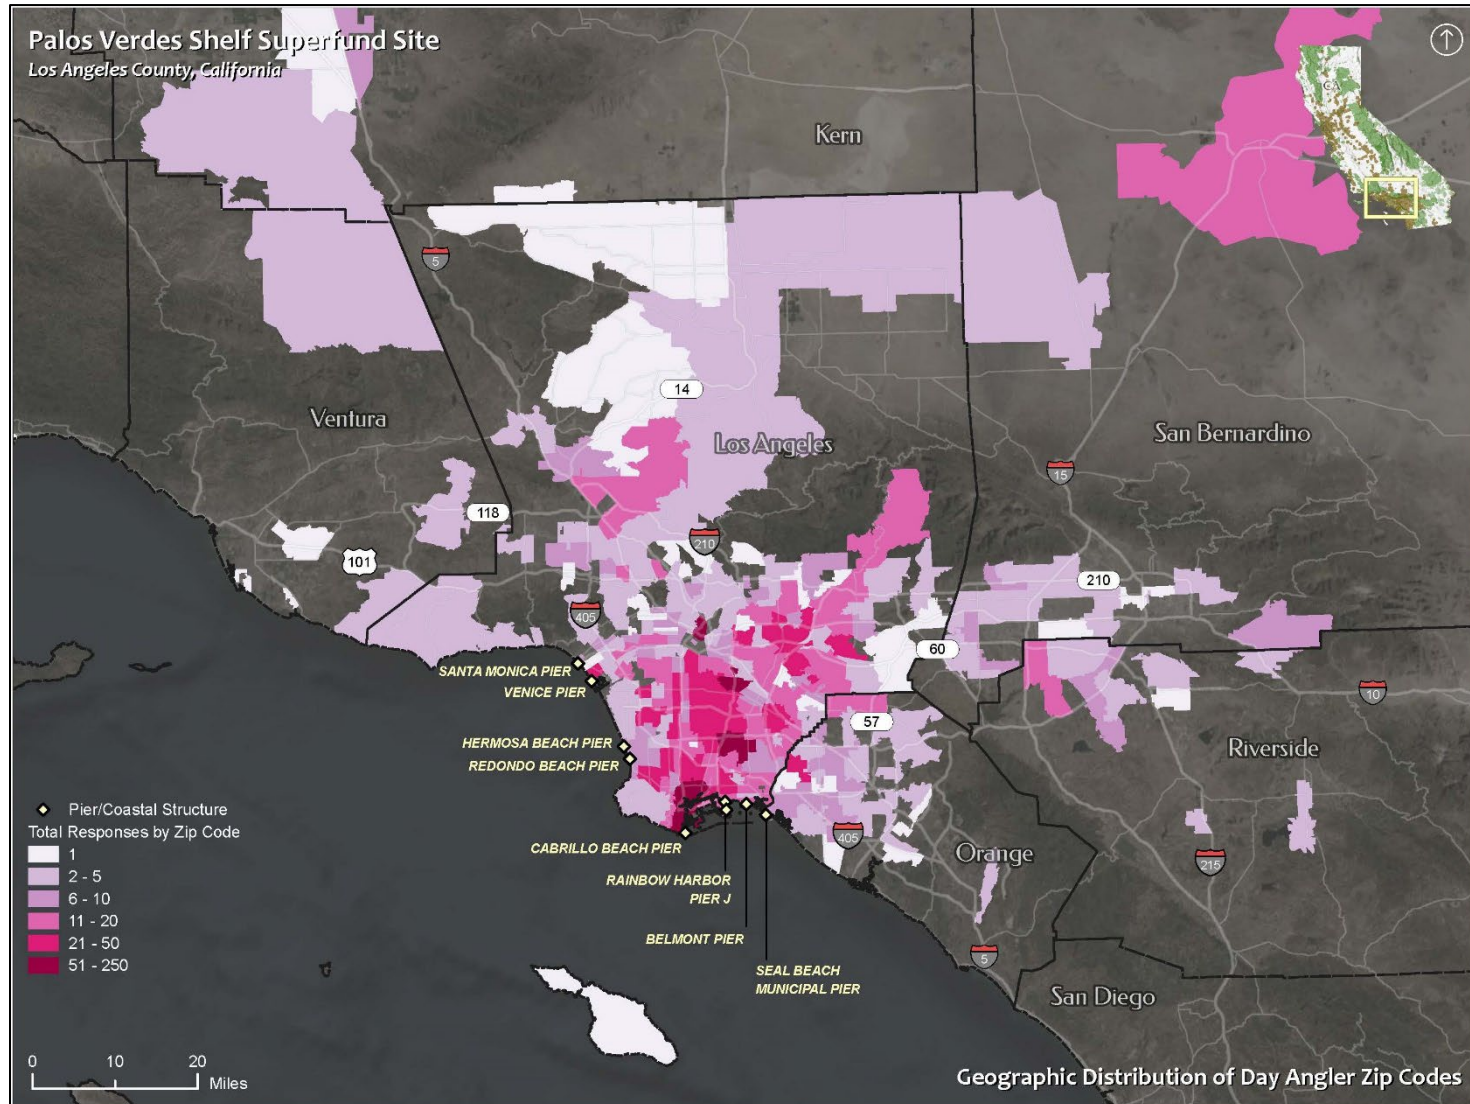 Palos Verdes Shelf Superfund Site
Los Angeles County, California
CA
Kern
5
14
Ventura
Los Angeles
San Bernardino
15
118
101
210
210
405
60
SANTA MONICA PIER
VENICE PIER
10
57
HERMOSA BEACH PIER
REDONDO BEACH PIER
Riverside
Pier/Coastal Structure
Total Responses by Zip Code
1
2 - 5
6 - 10
11 - 20
21 - 50
51 - 250
405
CABRILLO BEACH PIER
Orange
215
RAINBOW HARBOR
PIER J
BELMONT PIER
5
SEAL BEACH
MUNICIPAL PIER
San Diego
0 10 20
Miles
Geographic Distribution of Day Angler Zip Codes